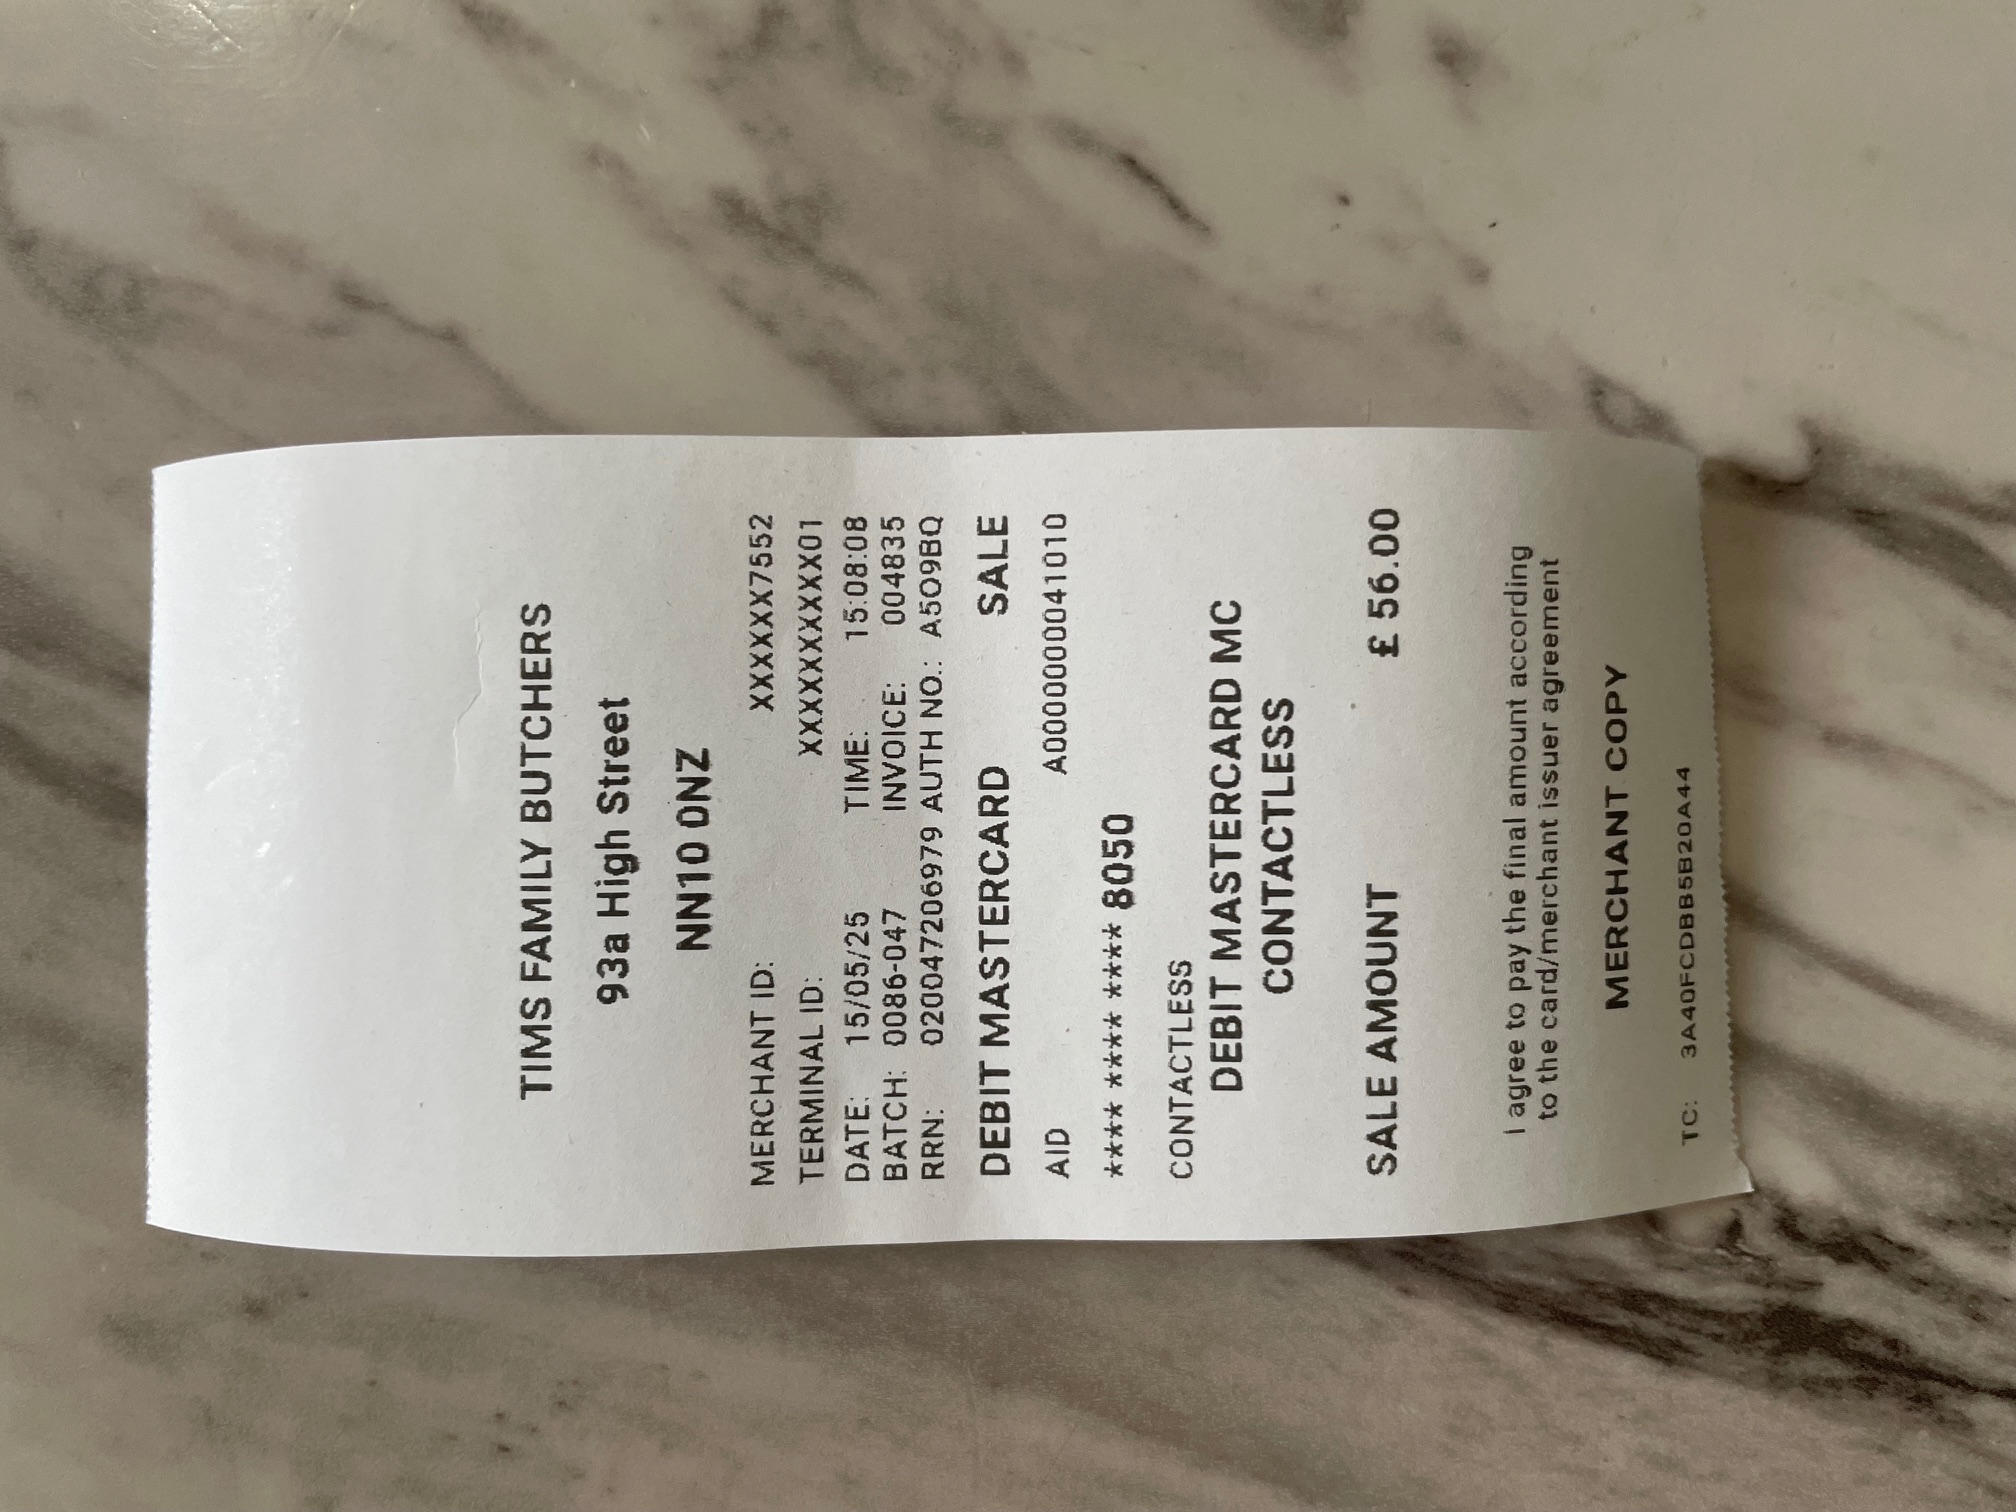 TIMS FAMILY BUTCHERS
93a High Street
NN10 0NZ
MERCHANT ID: XXXXXX7552
TERMINAL ID: XXXXXXXXXX01
DATE: 15/05/25 TIME: 15:08:08
BATCH: 0086-047 INVOICE: 004835
RRN: 020047206979 AUTH NO.: A5O9BQ
DEBIT MASTERCARD SALE
AID A0000000041010
**** **** **** 8050
CONTACTLESS
DEBIT MASTERCARD MC
CONTACTLESS
SALE AMOUNT £ 56.00
I agree to pay the final amount according
to the card/merchant issuer agreement
MERCHANT COPY
TC: 3A40FCDBB5B20A44